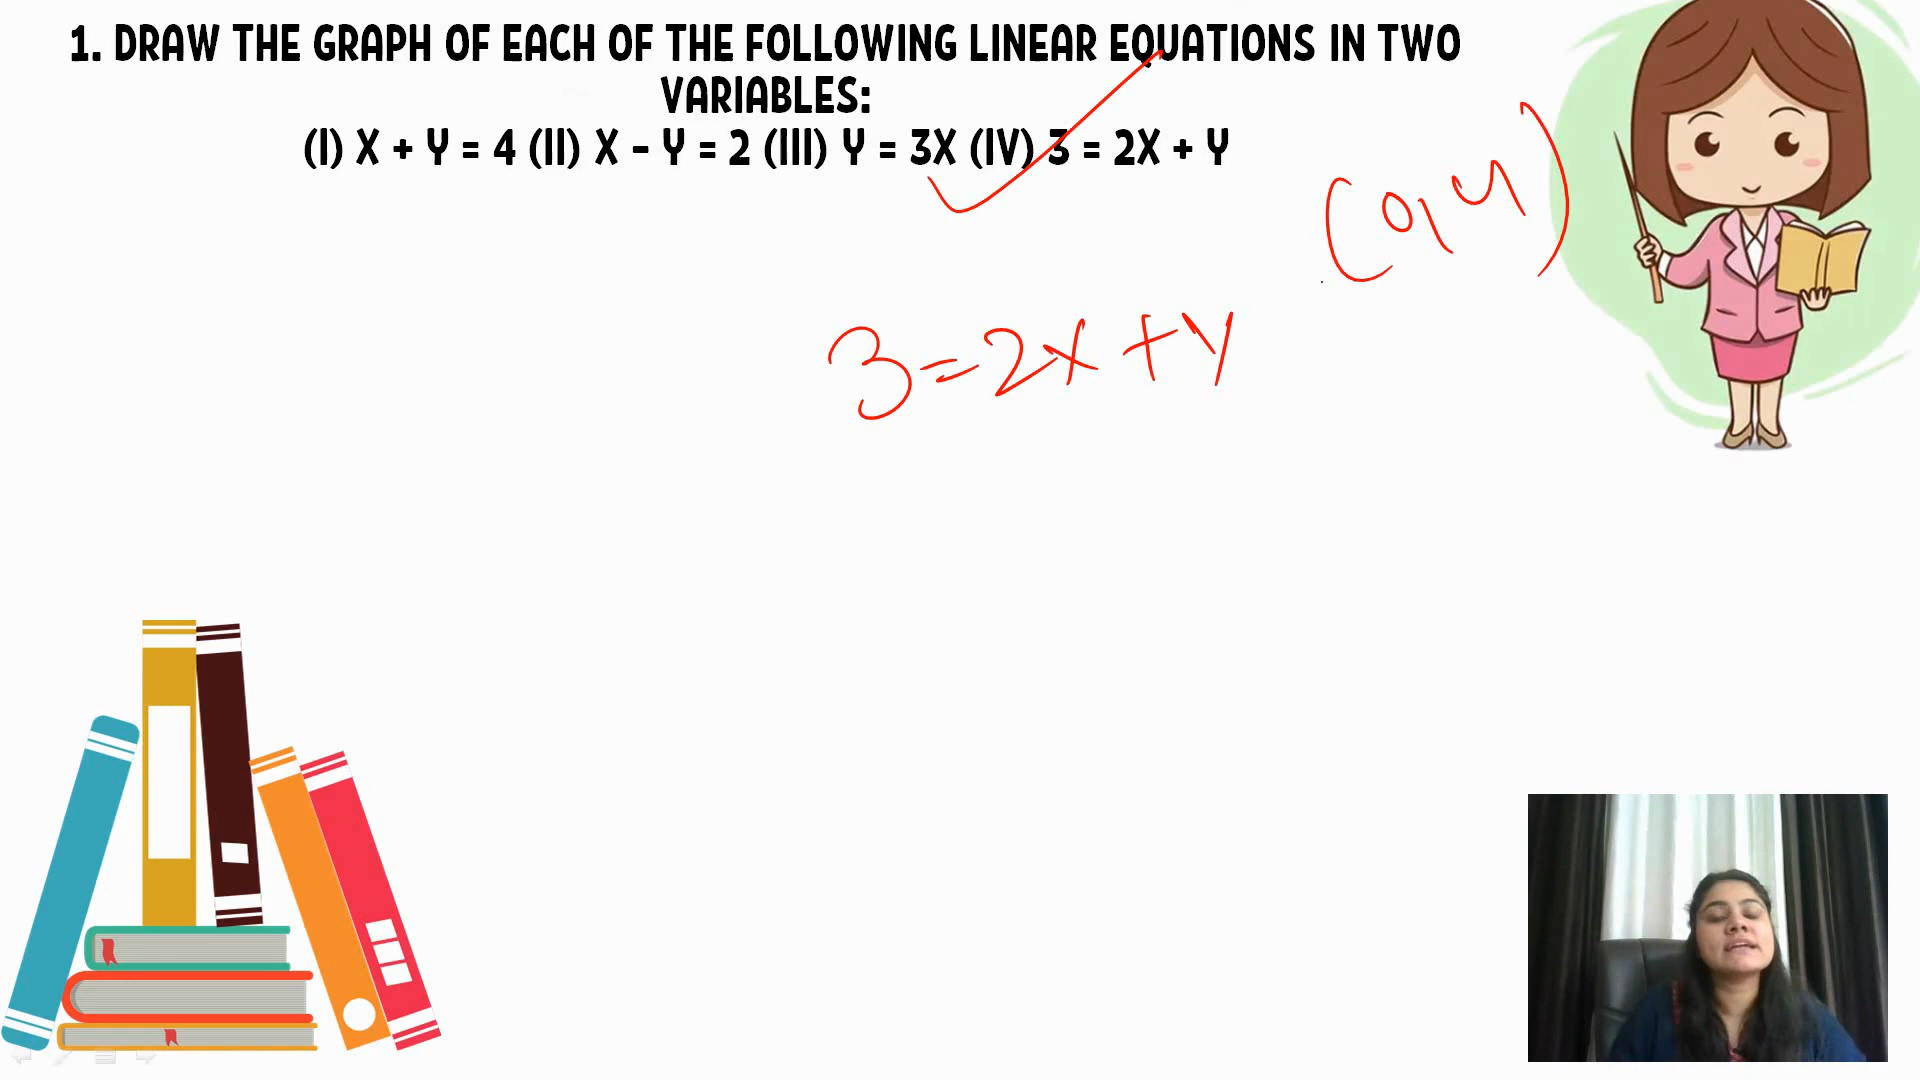 1. DRAW THE GRAPH OF EACH OF THE FOLLOWING LINEAR EQUATIONS IN TWO
VARIABLES:
(I) X + Y = 4 (II) X - Y = 2 (III) Y = 3X (IV) 3 = 2X + Y
(0,4)
3=2x+y